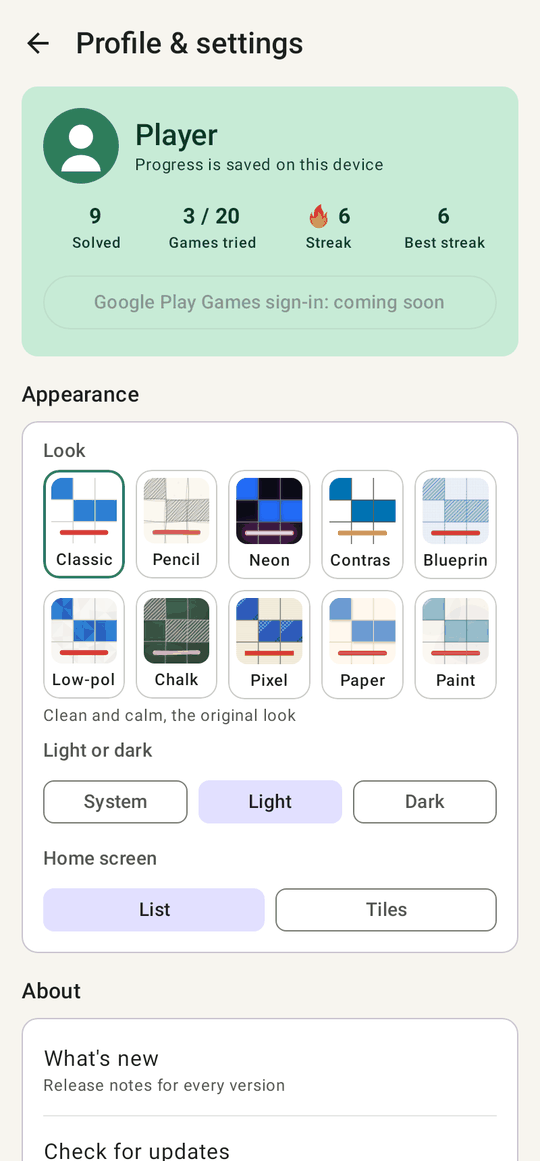 Profile & settings
Player
Progress is saved on this device
9
3 / 20
6
6
Solved
Games tried
Streak
Best streak
Google Play Games sign-in: coming soon
Appearance
Look
Classic
Pencil
Neon
Contras
Blueprin
Low-pol
Chalk
Pixel
Paper
Paint
Clean and calm, the original look
Light or dark
System
Light
Dark
Home screen
List
Tiles
About
What's new
Release notes for every version
Check for updates